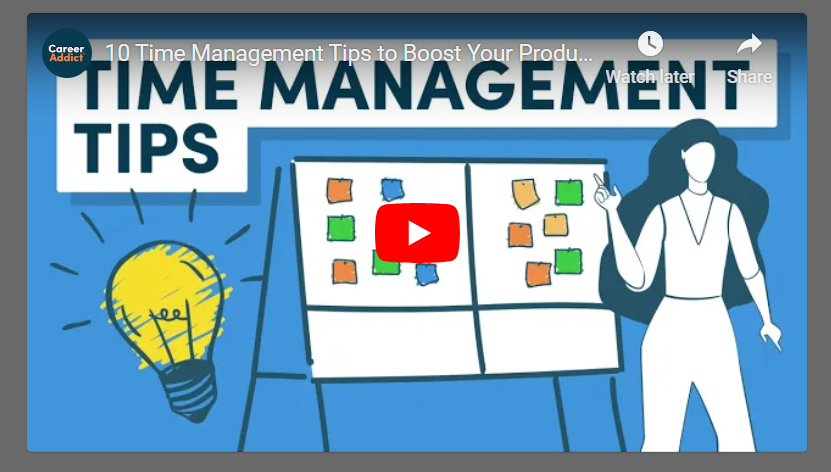 Career
Addict
10 Time Management Tips to Boost Your Produ...
Watch later
Share
TIME MANAGEMENT
TIPS